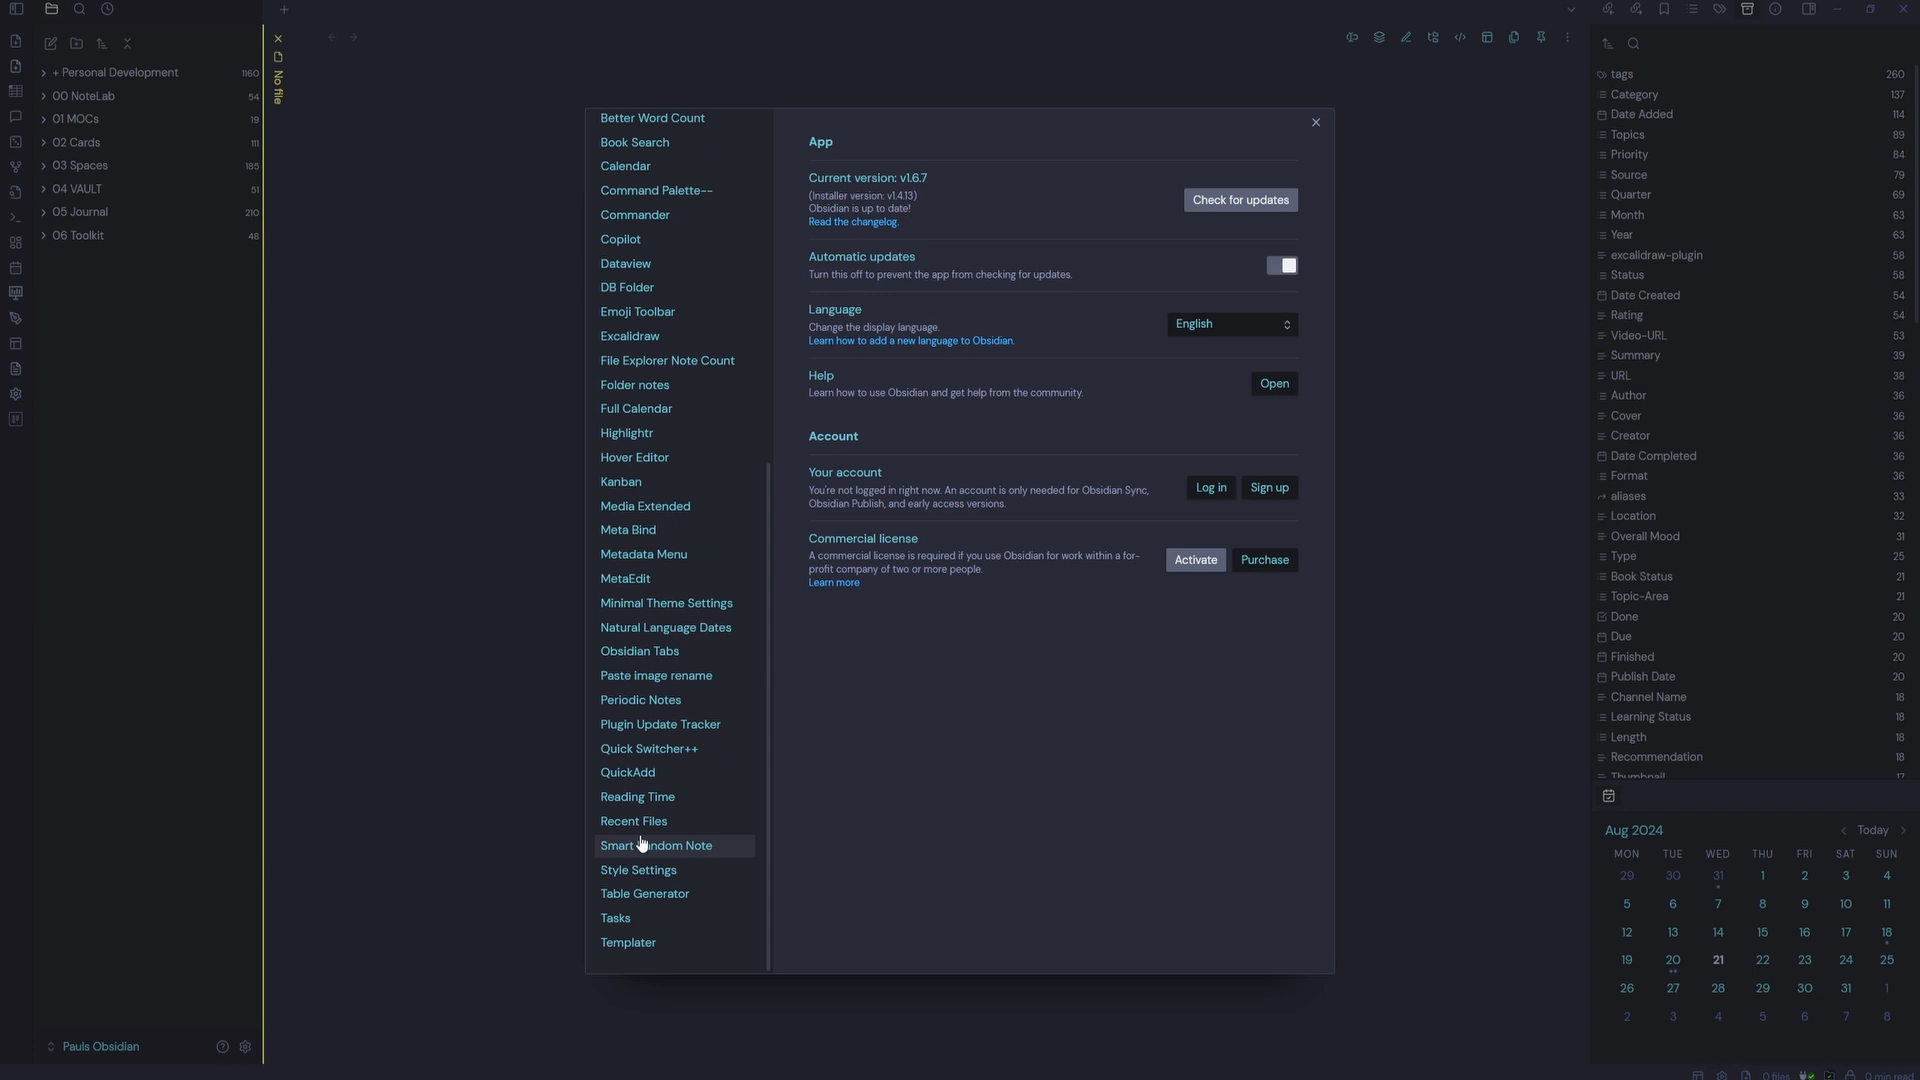 No file
+ Personal Development 1160
00 NoteLab 54
01 MOCs 19
02 Cards 111
03 Spaces 185
04 VAULT 51
05 Journal 210
06 Toolkit 48
Pauls Obsidian
Better Word Count
Book Search
Calendar
Command Palette--
Commander
Copilot
Dataview
DB Folder
Emoji Toolbar
Excalidraw
File Explorer Note Count
Folder notes
Full Calendar
Highlightr
Hover Editor
Kanban
Media Extended
Meta Bind
Metadata Menu
MetaEdit
Minimal Theme Settings
Natural Language Dates
Obsidian Tabs
Paste image rename
Periodic Notes
Plugin Update Tracker
Quick Switcher++
QuickAdd
Reading Time
Recent Files
Smart Random Note
Style Settings
Table Generator
Tasks
Templater
App
Current version: v1.6.7
(Installer version: v1.4.13)
Obsidian is up to date!
Read the changelog.
Check for updates
Automatic updates
Turn this off to prevent the app from checking for updates.
Language
Change the display language.
Learn how to add a new language to Obsidian.
English
Help
Learn how to use Obsidian and get help from the community.
Open
Account
Your account
You're not logged in right now. An account is only needed for Obsidian Sync,
Obsidian Publish, and early access versions.
Log in Sign up
Commercial license
A commercial license is required if you use Obsidian for work within a for-
profit company of two or more people.
Learn more
Activate Purchase
tags 260
Category 137
Date Added 114
Topics 89
Priority 84
Source 79
Quarter 69
Month 63
Year 63
excalidraw-plugin 58
Status 58
Date Created 54
Rating 54
Video-URL 53
Summary 39
URL 38
Author 36
Cover 36
Creator 36
Date Completed 36
Format 36
aliases 33
Location 32
Overall Mood 31
Type 25
Book Status 21
Topic-Area 21
Done 20
Due 20
Finished 20
Publish Date 20
Channel Name 18
Learning Status 18
Length 18
Recommendation 18
Thumbnail 17
Aug 2024 Today
MON TUE WED THU FRI SAT SUN
29 30 31 1 2 3 4
5 6 7 8 9 10 11
12 13 14 15 16 17 18
19 20 21 22 23 24 25
26 27 28 29 30 31 1
2 3 4 5 6 7 8
0 files 0 min read